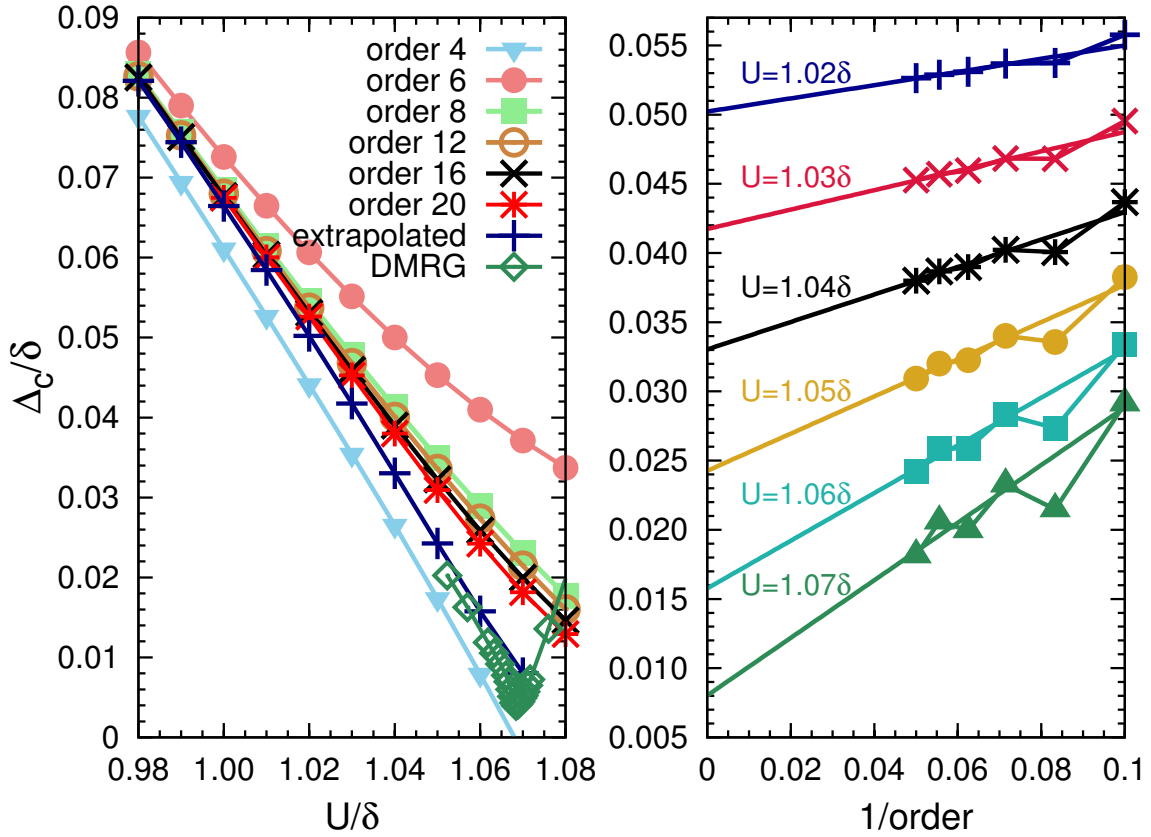 0.09
0.08
0.07
0.06
0.05
0.04
0.03
0.02
0.01
0
Δc/δ
0.98
1.00
1.02
1.04
1.06
1.08
U/δ
order 4
order 6
order 8
order 12
order 16
order 20
extrapolated
DMRG
0.055
0.050
0.045
0.040
0.035
0.030
0.025
0.020
0.015
0.010
0.005
U=1.02δ
U=1.03δ
U=1.04δ
U=1.05δ
U=1.06δ
U=1.07δ
0
0.02
0.04
0.06
0.08
0.1
1/order